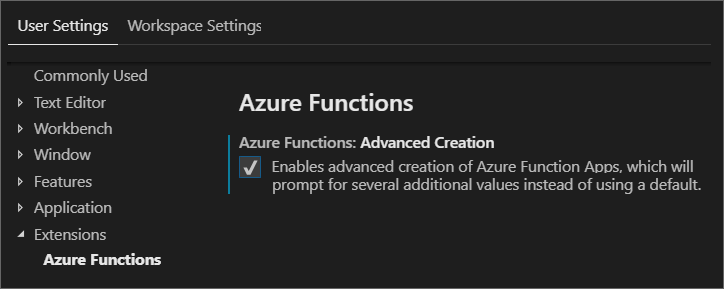 User Settings Workspace Settings
Commonly Used
Text Editor
Workbench
Window
Features
Application
Extensions
Azure Functions
Azure Functions
Azure Functions: Advanced Creation
Enables advanced creation of Azure Function Apps, which will
prompt for several additional values instead of using a default.